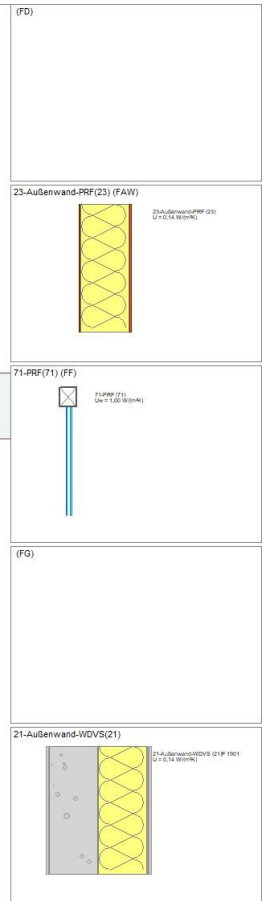 (FD)
23-Außenwand-PRF(23) (FAW)
23-Außenwand-PRF (23)
U = 0,14 W/(m²K)
71-PRF(71) (FF)
71-PRF (71)
Uw = 1,00 W/(m²K)
(FG)
21-Außenwand-WDVS(21)
21-Außenwand-WDVS (21)P 1901
U = 0,14 W/(m²K)